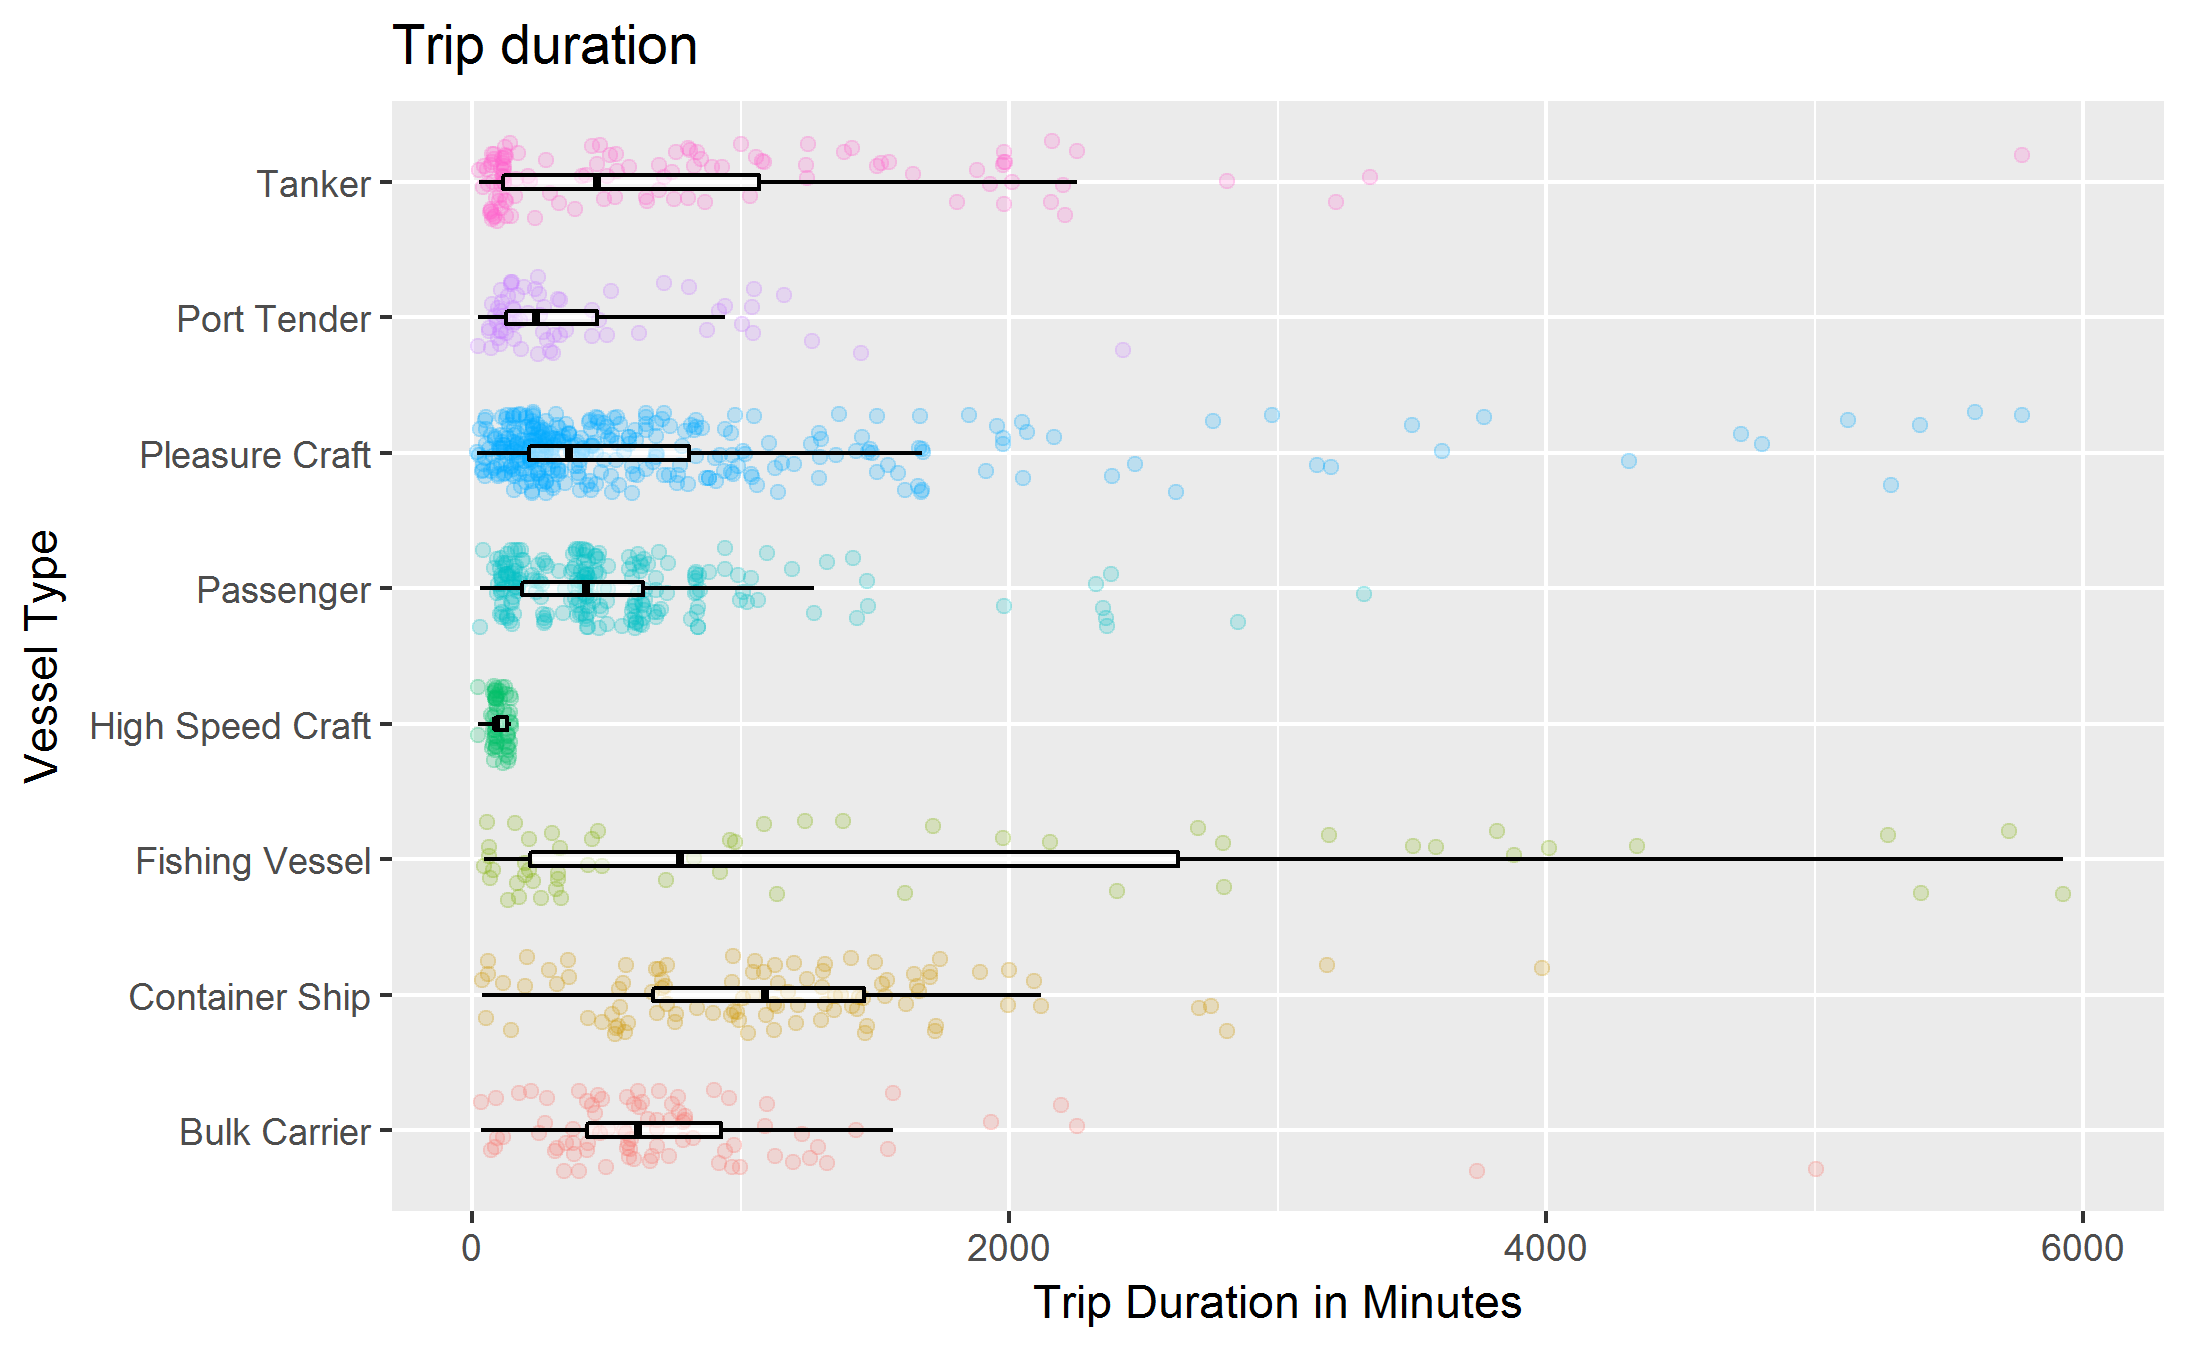 Trip duration
Vessel Type
Tanker
Port Tender
Pleasure Craft
Passenger
High Speed Craft
Fishing Vessel
Container Ship
Bulk Carrier
0 2000 4000 6000
Trip Duration in Minutes